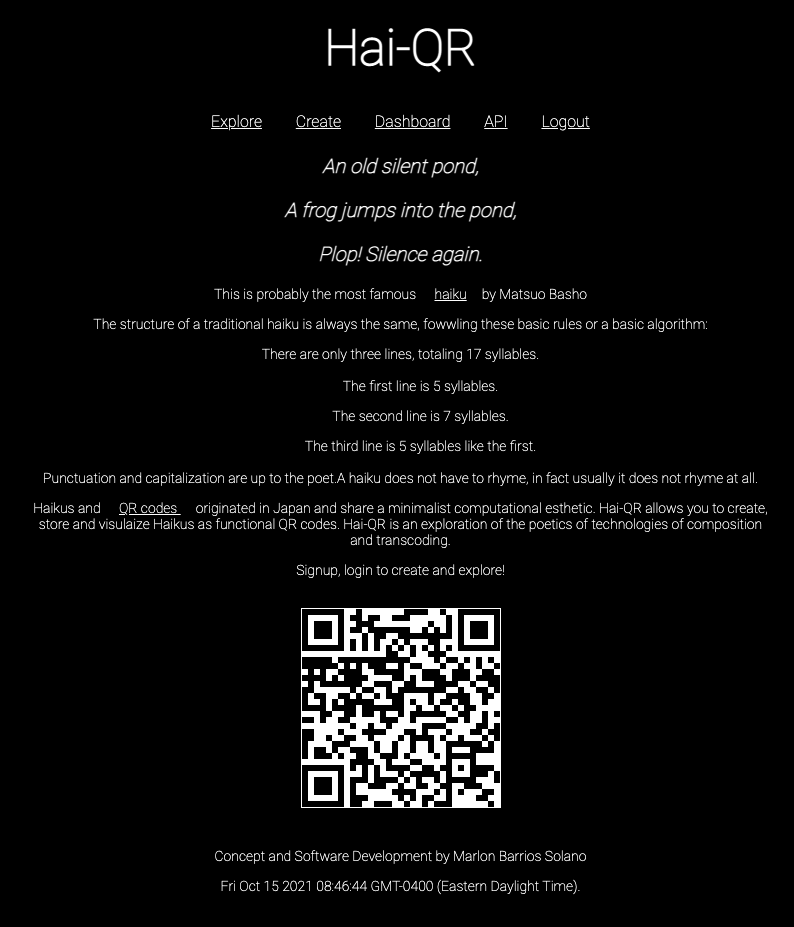 Hai-QR
Explore Create Dashboard API Logout
An old silent pond,
A frog jumps into the pond,
Plop! Silence again.
This is probably the most famous haiku by Matsuo Basho
The structure of a traditional haiku is always the same, fowwling these basic rules or a basic algorithm:
There are only three lines, totaling 17 syllables.
The first line is 5 syllables.
The second line is 7 syllables.
The third line is 5 syllables like the first.
Punctuation and capitalization are up to the poet.A haiku does not have to rhyme, in fact usually it does not rhyme at all.
Haikus and QR codes originated in Japan and share a minimalist computational esthetic. Hai-QR allows you to create,
store and visulaize Haikus as functional QR codes. Hai-QR is an exploration of the poetics of technologies of composition
and transcoding.
Signup, login to create and explore!
Concept and Software Development by Marlon Barrios Solano
Fri Oct 15 2021 08:46:44 GMT-0400 (Eastern Daylight Time).